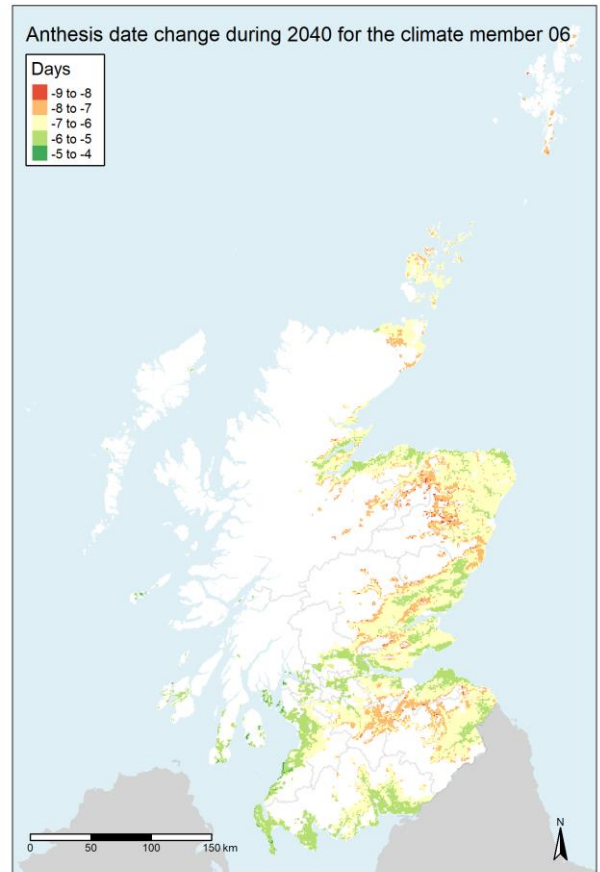 Anthesis date change during 2040 for the climate member 06
Days
-9 to -8
-8 to -7
-7 to -6
-6 to -5
-5 to -4
N
0 50 100 150 km